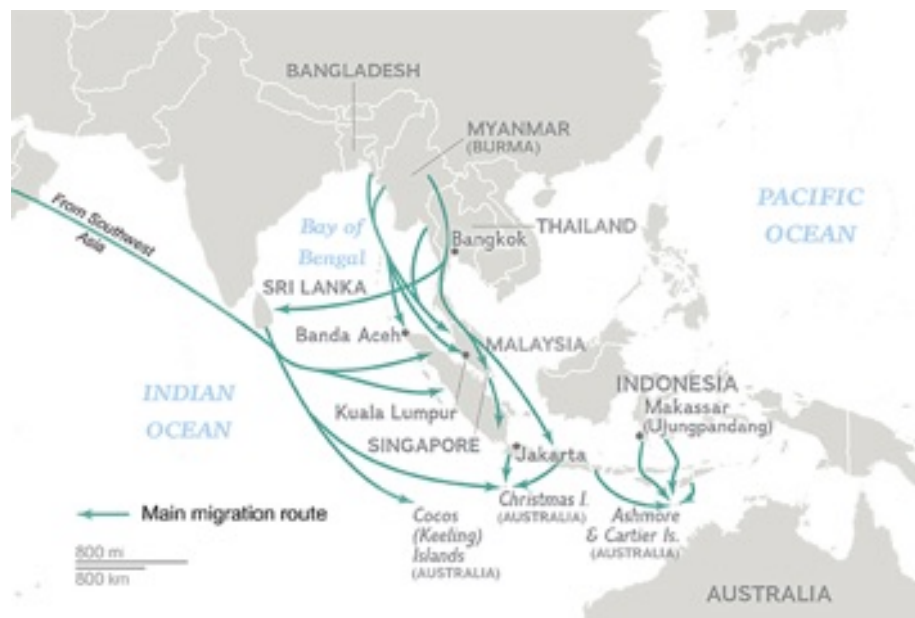 BANGLADESH
MYANMAR
(BURMA)
PACIFIC
OCEAN
From Southwest
Asia
Bay of
Bengal
THAILAND
Bangkok
SRI LANKA
Banda Aceh
MALAYSIA
INDIAN
OCEAN
INDONESIA
Kuala Lumpur
Makassar
(Ujungpandang)
SINGAPORE
Jakarta
Main migration route
Christmas I.
(AUSTRALIA)
Cocos
(Keeling)
Islands
(AUSTRALIA)
Ashmore
& Cartier Is.
(AUSTRALIA)
800 mi
800 km
AUSTRALIA